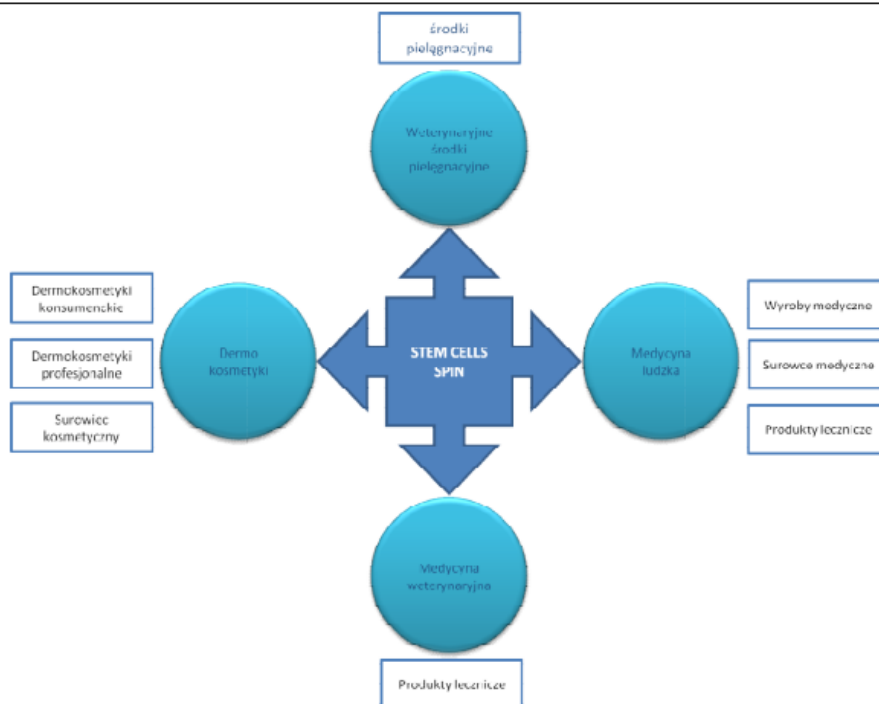 środki
pielęgnacyjne
Weterynaryjne
środki
pielęgnacyjne
Dermokosmetyki
konsumenckie
Dermokosmetyki
profesjonalne
Surowiec
kosmetyczny
Dermo
kosmetyki
STEM CELLS
SPIN
Medycyna
ludzka
Wyroby medyczne
Surowce medyczne
Produkty lecznicze
Medycyna
weterynaryjna
Produkty lecznicze